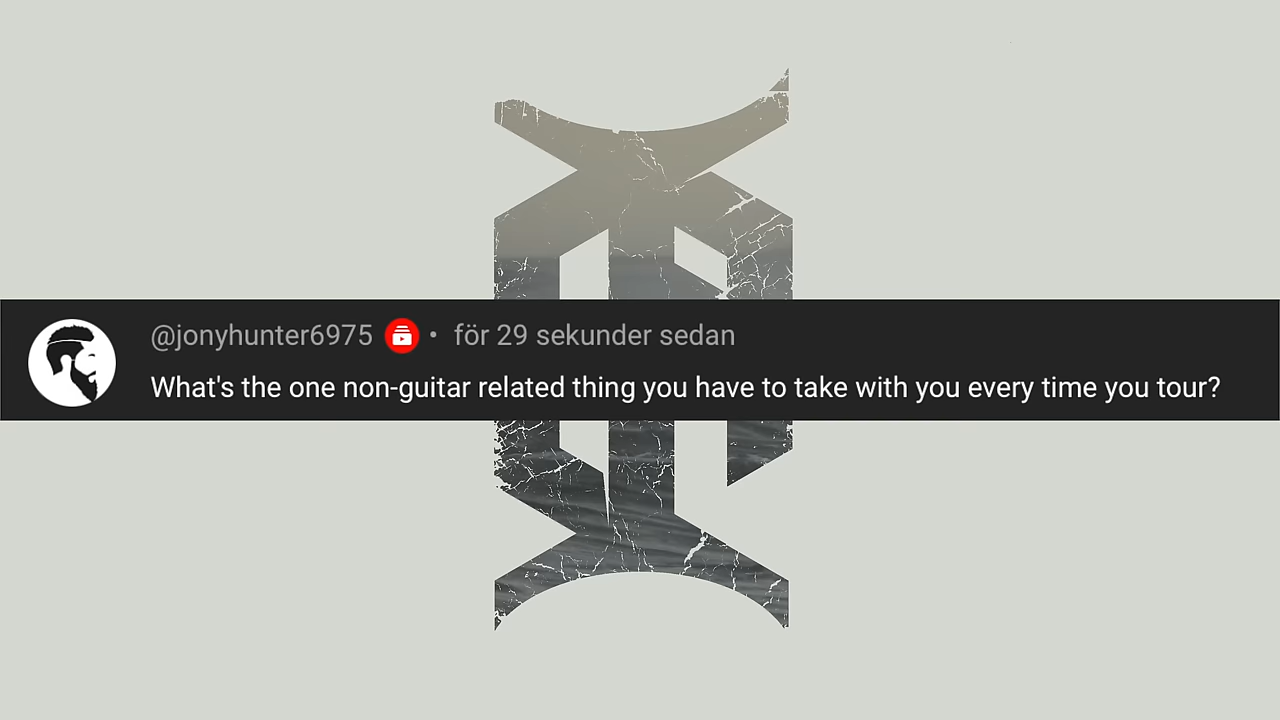 @jonyhunter6975 • för 29 sekunder sedan
What's the one non-guitar related thing you have to take with you every time you tour?